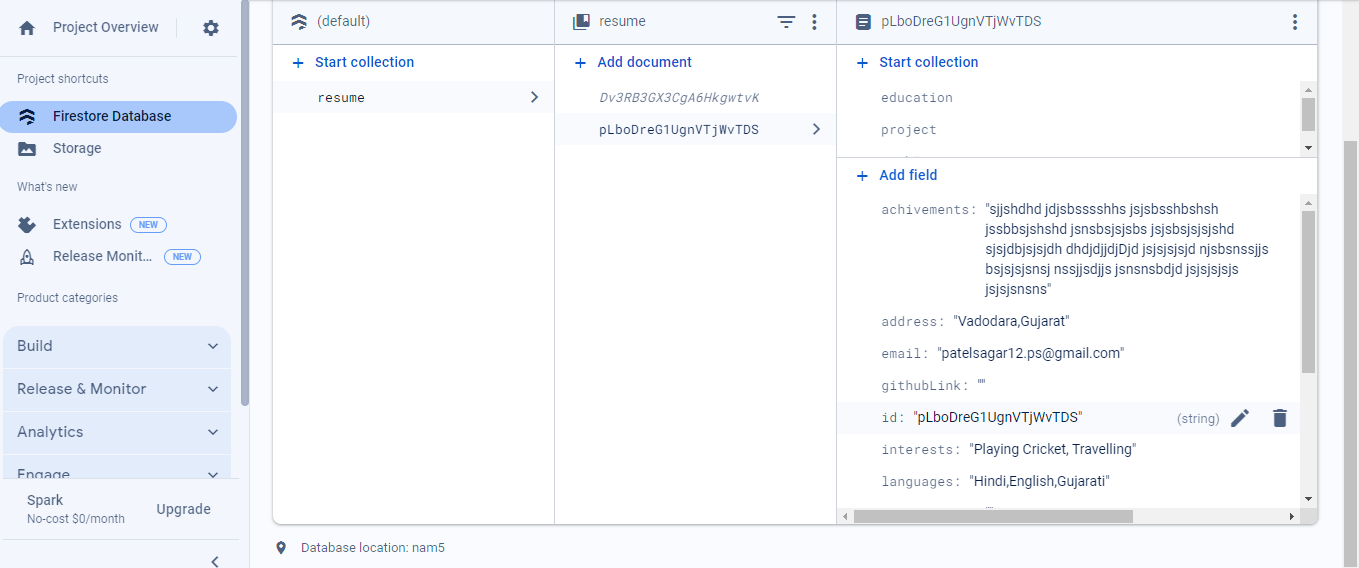 Project Overview
Project shortcuts
Firestore Database
Storage
What's new
Extensions NEW
Release Monit... NEW
Product categories
Build
Release & Monitor
Analytics
Engage
Spark
No-cost $0/month
Upgrade
(default)
Start collection
resume
resume
Add document
Dv3RB3GX3CgA6HkgwtvK
pLboDreG1UgnVTjWvTDS
pLboDreG1UgnVTjWvTDS
Start collection
education
project
Add field
achivements: "sjjshdhd jdjsbsssshhs jsjsbsshbshsh
jssbbsjshshd jsnsbsjsjsbs jsjsbsjsjsjshd
sjsjdbjsjsjdh dhdjdjjdjDjd jsjsjsjsjd njsbsnssjjs
bsjsjsjsnsj nssjjsdjjs jsnsnsbdjd jsjsjsjsjs
jsjsjsnsns"
address: "Vadodara,Gujarat"
email: "patelsagar12.ps@gmail.com"
githubLink: ""
id: "pLboDreG1UgnVTjWvTDS" (string)
interests: "Playing Cricket, Travelling"
languages: "Hindi,English,Gujarati"
Database location: nam5